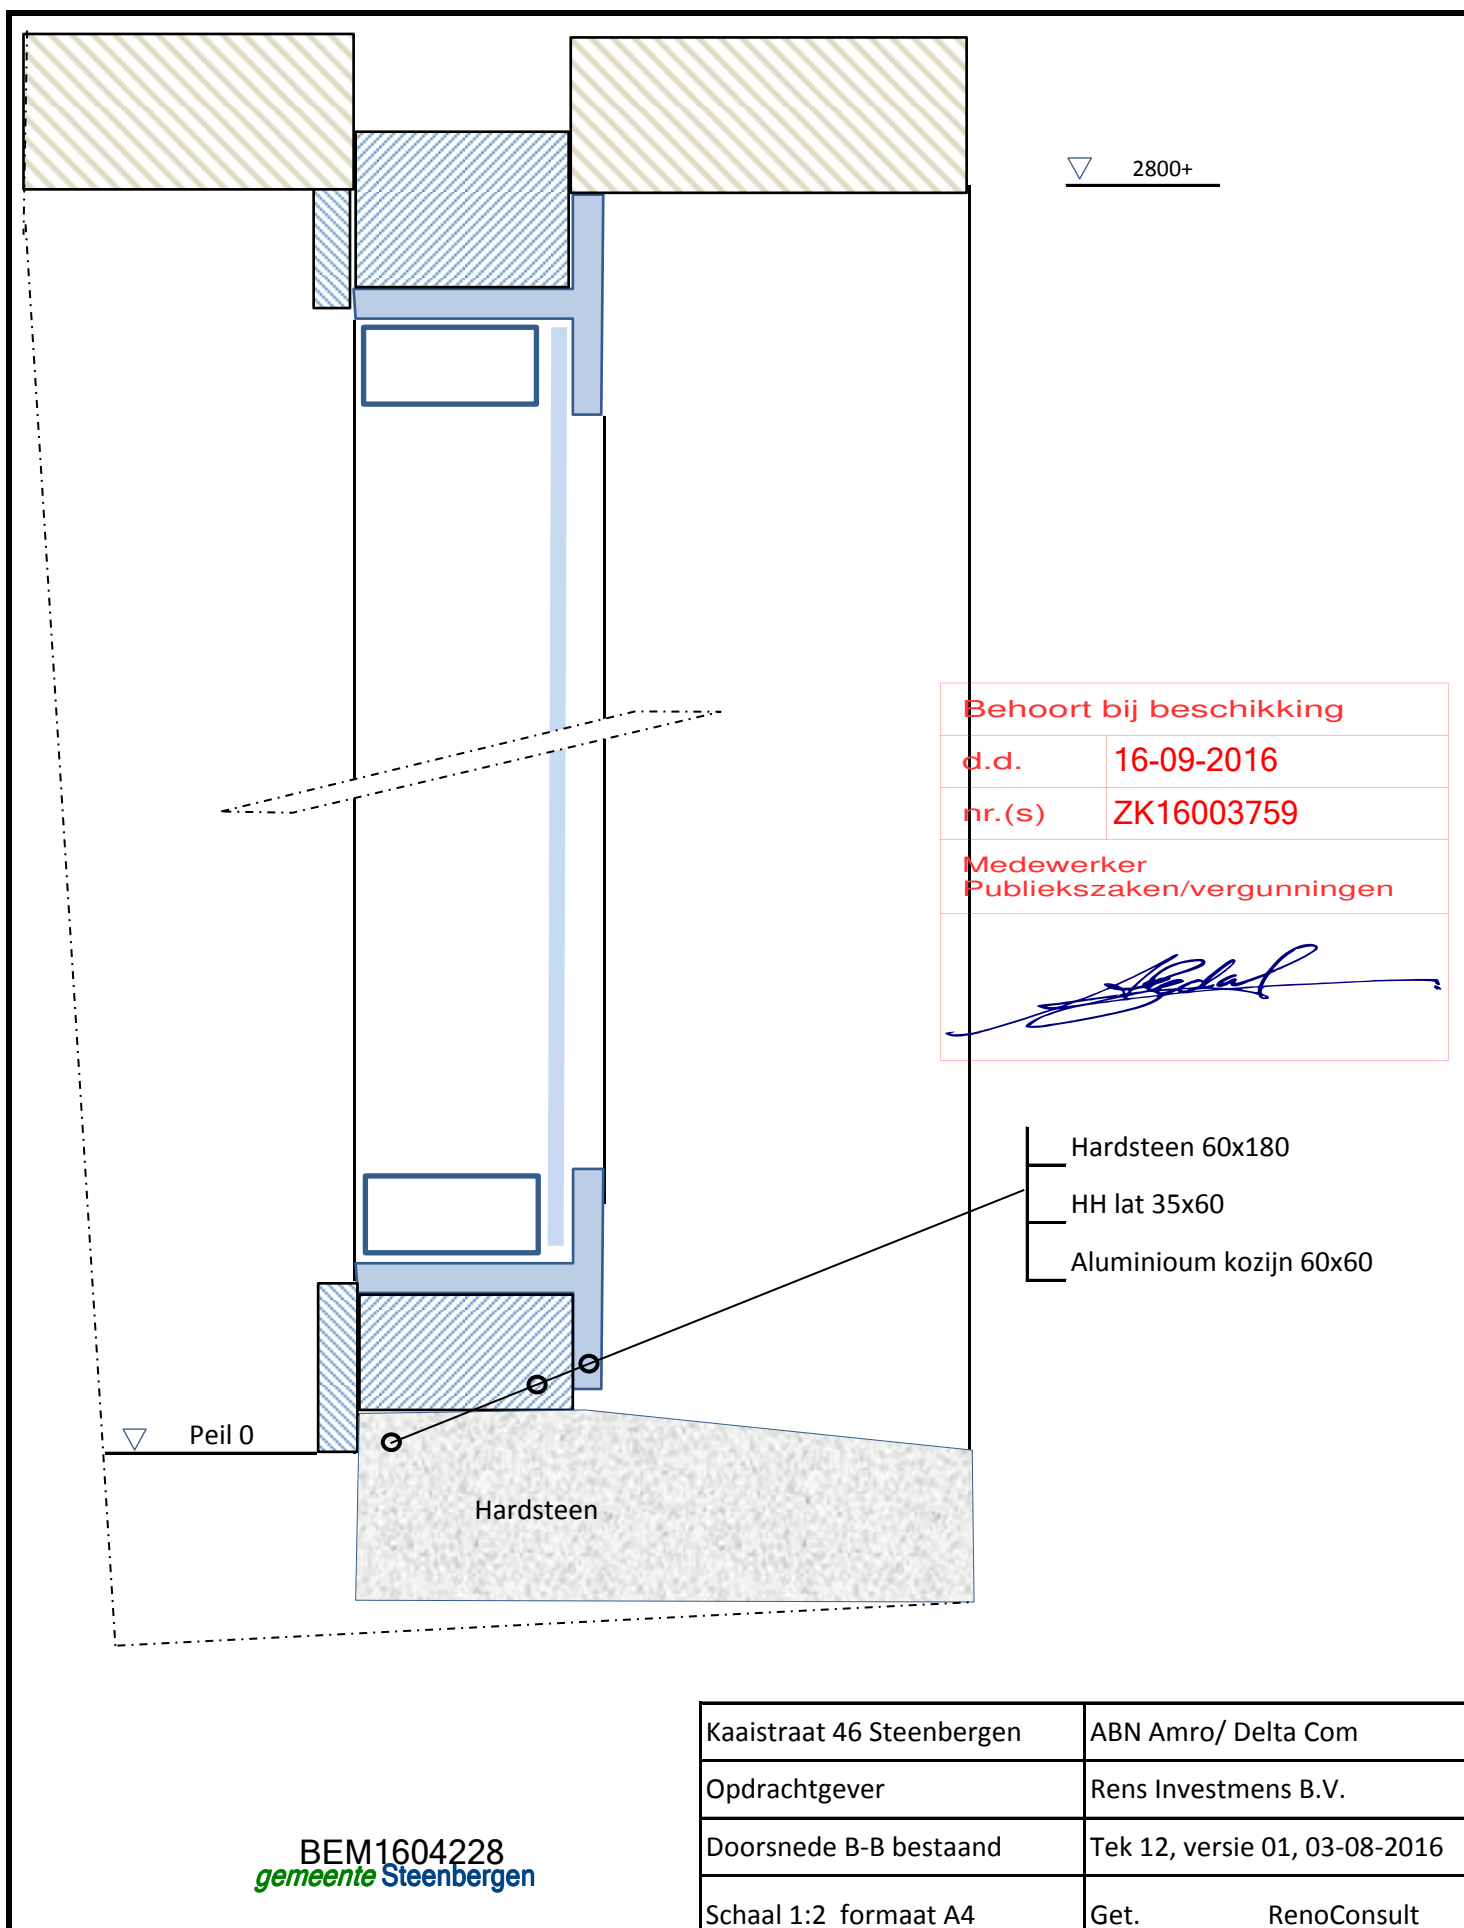 2800+
Behoort bij beschikking
d.d. 16-09-2016
nr.(s) ZK16003759
Medewerker
Publiekszaken/vergunningen
Hardsteen 60x180
HH lat 35x60
Aluminioum kozijn 60x60
Peil 0
Hardsteen
Kaaistraat 46 Steenbergen ABN Amro/ Delta Com
Opdrachtgever Rens Investmens B.V.
Doorsnede B-B bestaand Tek 12, versie 01, 03-08-2016
Schaal 1:2 formaat A4 Get. RenoConsult
BEM1604228
gemeente Steenbergen